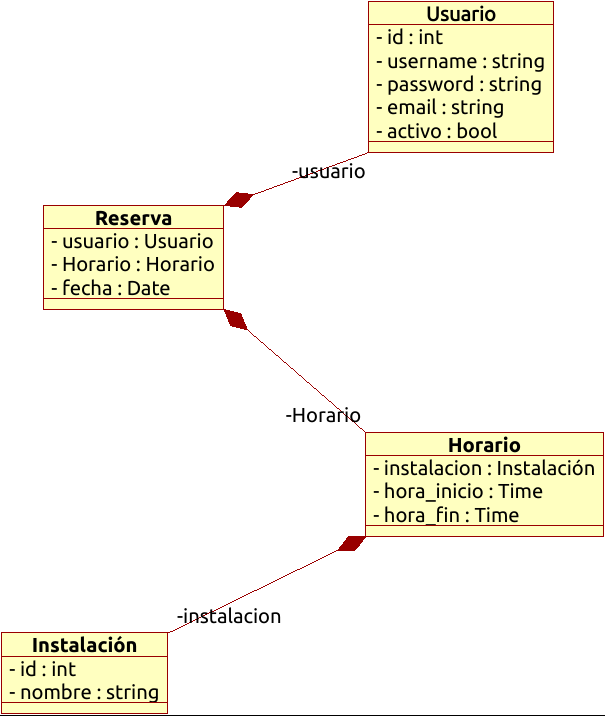 Usuario
- id : int
- username : string
- password : string
- email : string
- activo : bool
-usuario
Reserva
- usuario : Usuario
- Horario : Horario
- fecha : Date
-Horario
Horario
- instalacion : Instalación
- hora_inicio : Time
- hora_fin : Time
-instalacion
Instalación
- id : int
- nombre : string